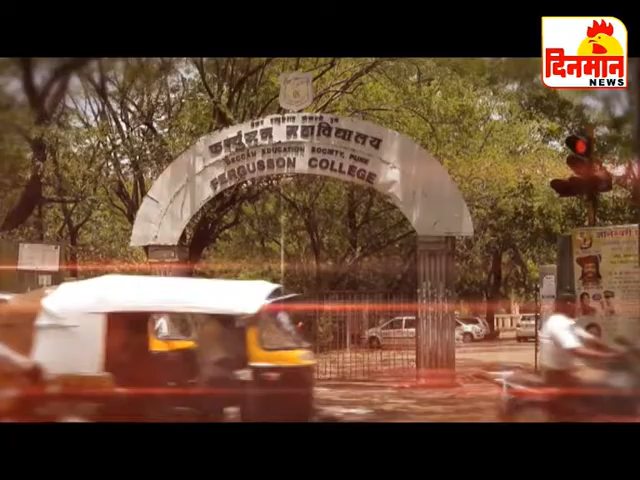 दिनमान
NEWS
फर्ग्युसन महाविद्यालय
DECCAN EDUCATION SOCIETY, PUNE
FERGUSSON COLLEGE